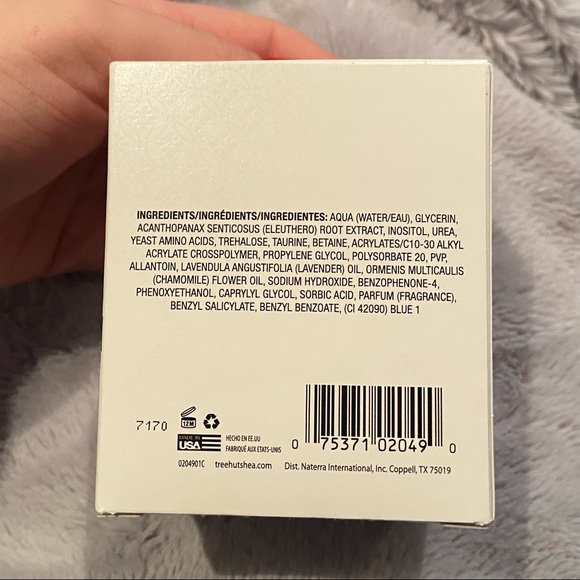 INGREDIENTS/INGRÉDIENTS/INGREDIENTES: AQUA (WATER/EAU), GLYCERIN,
ACANTHOPANAX SENTICOSUS (ELEUTHERO) ROOT EXTRACT, INOSITOL, UREA,
YEAST AMINO ACIDS, TREHALOSE, TAURINE, BETAINE, ACRYLATES/C10-30 ALKYL
ACRYLATE CROSSPOLYMER, PROPYLENE GLYCOL, POLYSORBATE 20, PVP,
ALLANTOIN, LAVENDULA ANGUSTIFOLIA (LAVENDER) OIL, ORMENIS MULTICAULIS
(CHAMOMILE) FLOWER OIL, SODIUM HYDROXIDE, BENZOPHENONE-4,
PHENOXYETHANOL, CAPRYLYL GLYCOL, SORBIC ACID, PARFUM (FRAGRANCE),
BENZYL SALICYLATE, BENZYL BENZOATE, (CI 42090) BLUE 1
7170
12M
MADE IN
USA
HECHO EN EE.UU
FABRIQUÉ AUX ETATS-UNIS
0 75371 02049 0
0204901C treehutshea.com Dist. Naterra International, Inc. Coppell, TX 75019